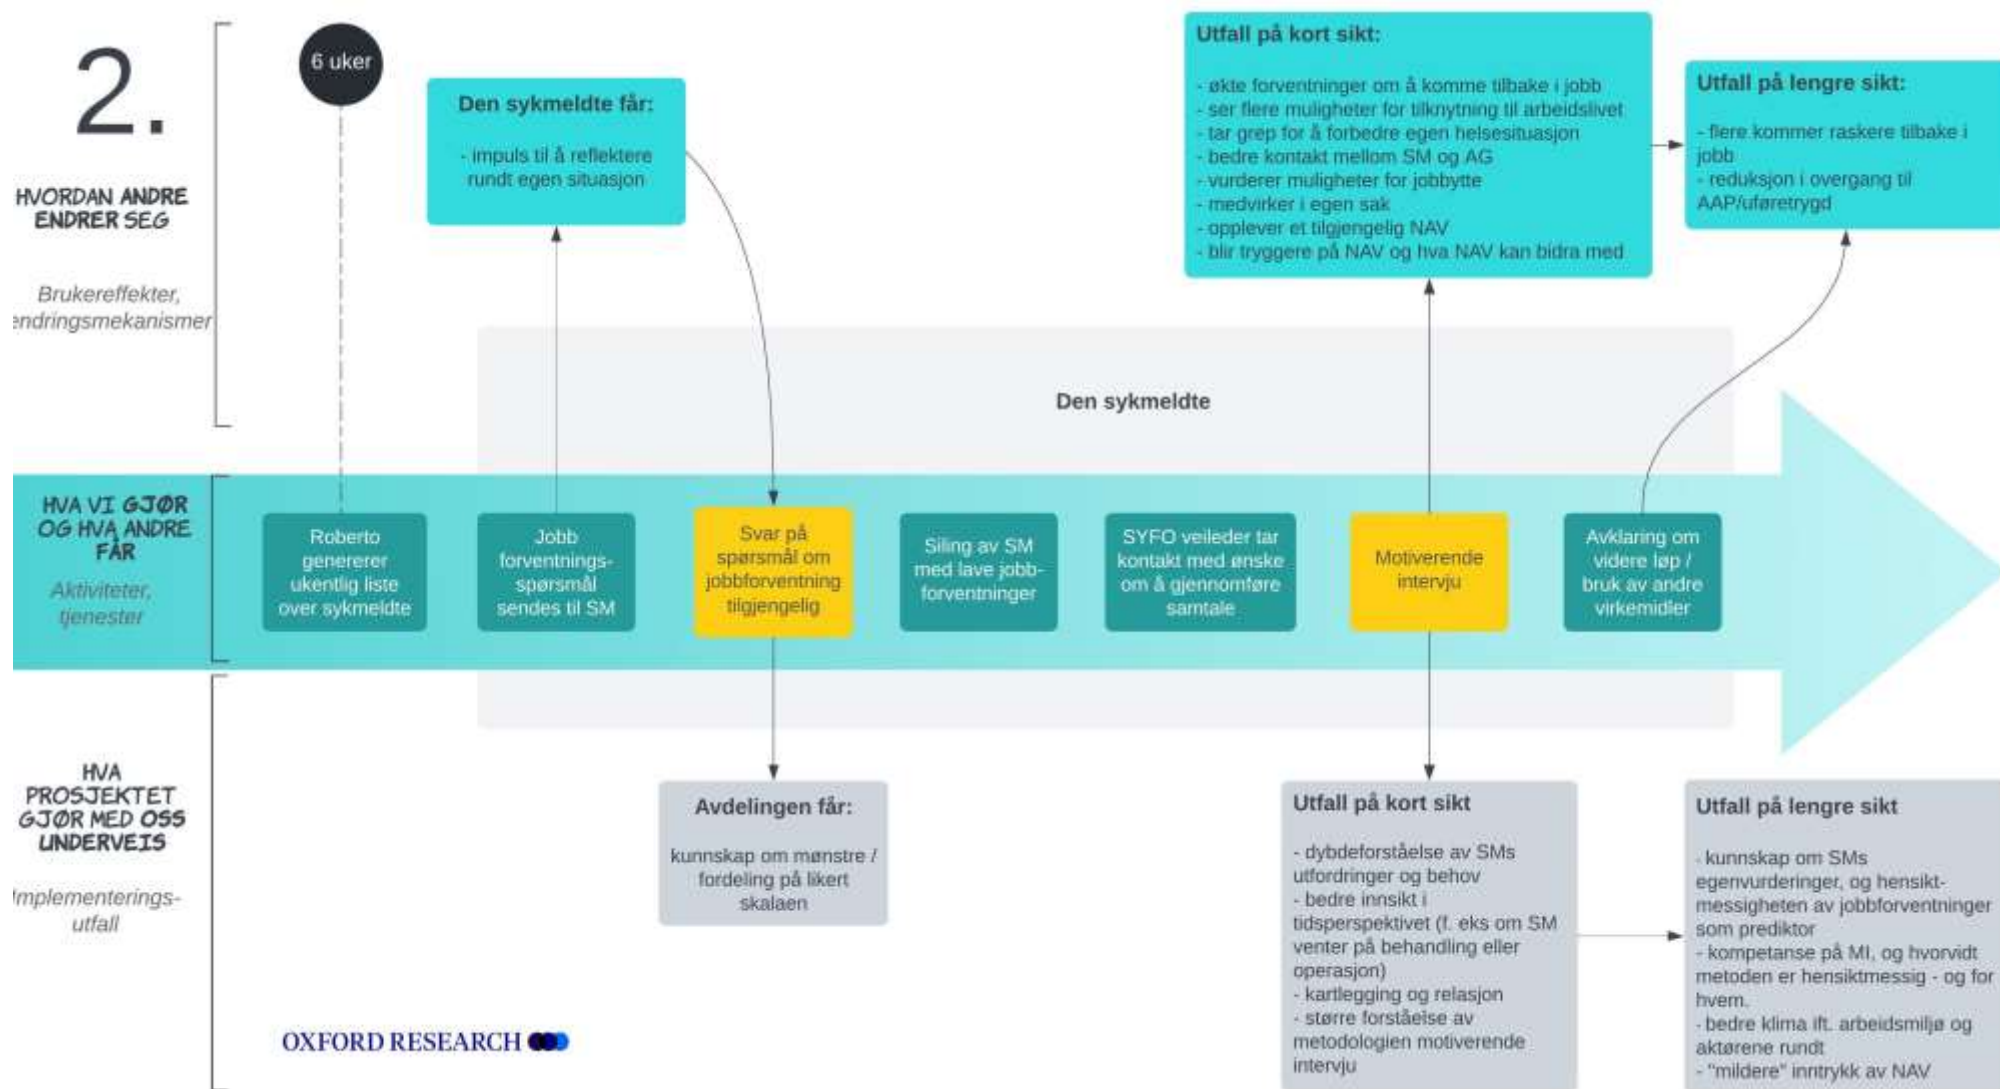 2.
HVORDAN ANDRE
ENDRER SEG
Brukereffekter,
endringsmekanismer
6 uker
Den sykmeldte får:
- impuls til å reflektere
rundt egen situasjon
Utfall på kort sikt:
- økte forventninger om å komme tilbake i jobb
- ser flere muligheter for tilknytning til arbeidslivet
- tar grep for å forbedre egen helsesituasjon
- bedre kontakt mellom SM og AG
- vurderer muligheter for jobbytte
- medvirker i egen sak
- opplever et tilgjengelig NAV
- blir tryggere på NAV og hva NAV kan bidra med
Utfall på lengre sikt:
- flere kommer raskere tilbake i
jobb
- reduksjon i overgang til
AAP/uføretrygd
Den sykmeldte
HVA VI GJØR
OG HVA ANDRE
FÅR
Aktiviteter,
tjenester
Roberto
genererer
ukentlig liste
over sykmeldte
Jobb
forventnings-
spørsmål
sendes til SM
Svar på
spørsmål om
jobbforventning
tilgjengelig
Siling av SM
med lave jobb-
forventninger
SYFO veileder tar
kontakt med ønske
om å gjennomføre
samtale
Motiverende
intervju
Avklaring om
videre løp /
bruk av andre
virkemidler
HVA
PROSJEKTET
GJØR MED OSS
UNDERVEIS
Implementerings-
utfall
Avdelingen får:
kunnskap om mønstre /
fordeling på likert
skalaen
Utfall på kort sikt
- dybdeforståelse av SMs
utfordringer og behov
- bedre innsikt i
tidsperspektivet (f. eks om SM
venter på behandling eller
operasjon)
- kartlegging og relasjon
- større forståelse av
metodologien motiverende
intervju
Utfall på lengre sikt
- kunnskap om SMs
egenvurderinger, og hensikt-
messigheten av jobbforventninger
som prediktor
- kompetanse på MI, og hvorvidt
metoden er hensiktmessig - og for
hvem.
- bedre klima ift. arbeidsmiljø og
aktørene rundt
- "mildere" inntrykk av NAV
OXFORD RESEARCH